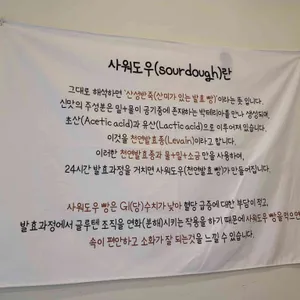 사워도우(sourdough)란
그대로 해석하면 '산성반죽(산미가 있는 발효 빵)'이라는 뜻 입니다.
신맛의 주성분은 밀+물이 공기중에 존재하는 박테리아를 만나 생성되며,
초산(Acetic acid)과 유산(Lactic acid)으로 이루어져 있습니다.
이것을 천연발효종(Levain)이라고 합니다.
이러한 천연발효종과 물+밀+소금 만을 사용하여,
24시간 발효과정을 거치면 사워도우(천연발효 빵)가 만들어집니다.
사워도우 빵은 GI(당)수치가 낮아 혈당 급증에 대한 부담이 적고,
발효과정에서 글루텐 조직을 연화(분해)시키는 작용을 하기 때문에 사워도우 빵을 먹으면
속이 편안하고 소화가 잘 되는것을 느낄 수 있습니다.